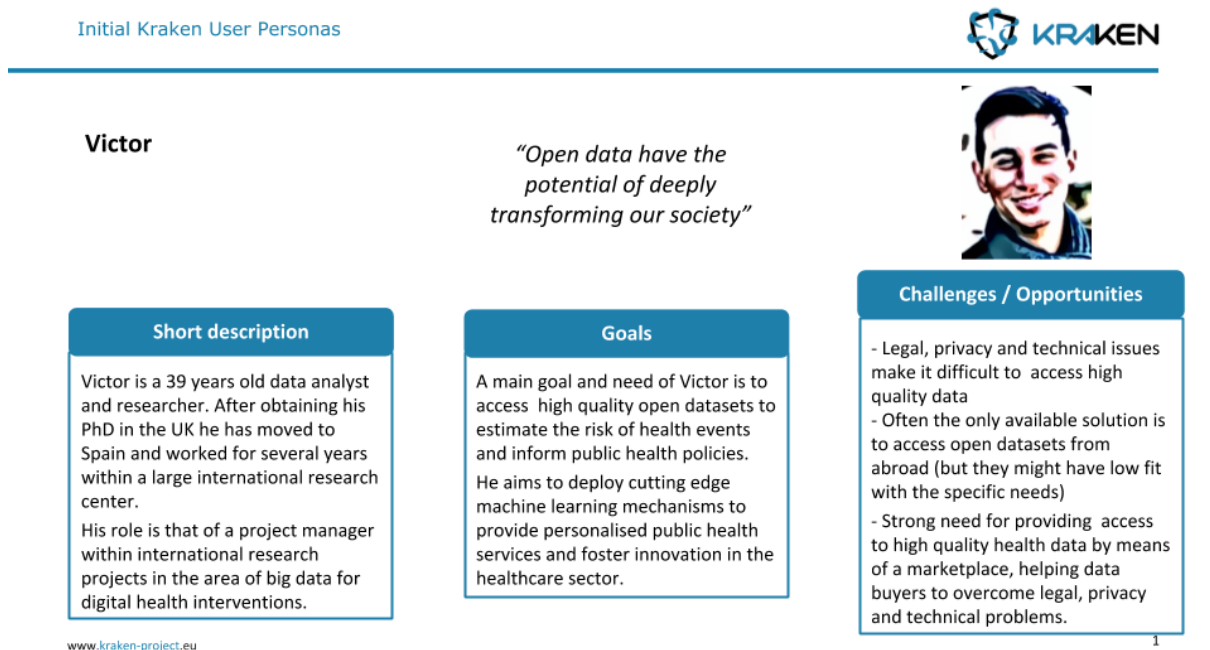 Initial Kraken User Personas
KRAKEN
Victor
“Open data have the
potential of deeply
transforming our society”
Short description
Victor is a 39 years old data analyst
and researcher. After obtaining his
PhD in the UK he has moved to
Spain and worked for several years
within a large international research
center.
His role is that of a project manager
within international research
projects in the area of big data for
digital health interventions.
Goals
A main goal and need of Victor is to
access  high quality open datasets to
estimate the risk of health events
and inform public health policies.
He aims to deploy cutting edge
machine learning mechanisms to
provide personalised public health
services and foster innovation in the
healthcare sector.
Challenges / Opportunities
- Legal, privacy and technical issues
make it difficult to  access high
quality data
- Often the only available solution is
to access open datasets from
abroad (but they might have low fit
with the specific needs)
- Strong need for providing  access
to high quality health data by means
of a marketplace, helping data
buyers to overcome legal, privacy
and technical problems.
www.kraken-project.eu
1